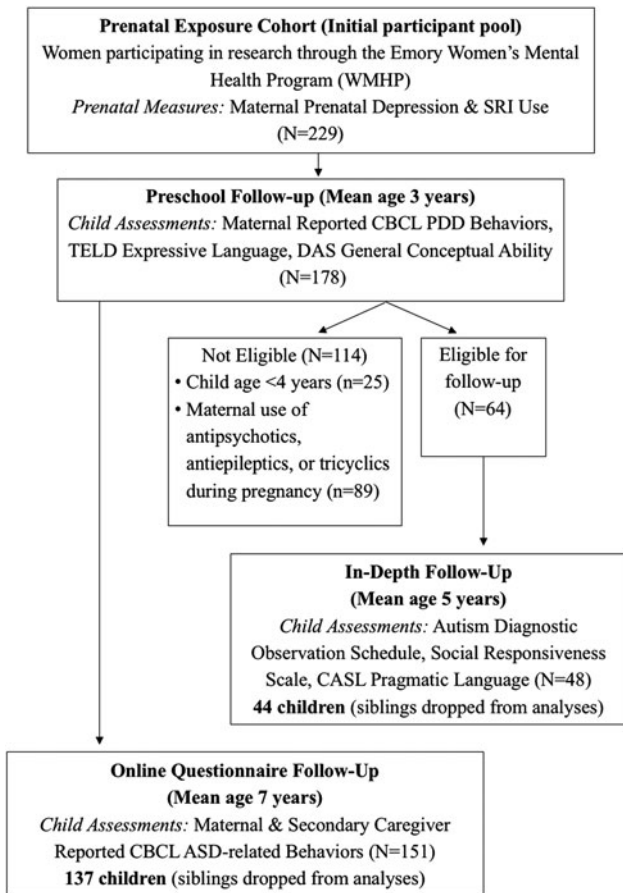 Prenatal Exposure Cohort (Initial participant pool)
Women participating in research through the Emory Women's Mental
Health Program (WMHP)
Prenatal Measures: Maternal Prenatal Depression & SRI Use
(N=229)
Preschool Follow-up (Mean age 3 years)
Child Assessments: Maternal Reported CBCL PDD Behaviors,
TELD Expressive Language, DAS General Conceptual Ability
(N=178)
Not Eligible (N=114)
• Child age <4 years (n=25)
• Maternal use of
antipsychotics,
antiepileptics, or tricyclics
during pregnancy (n=89)
Eligible for
follow-up
(N=64)
In-Depth Follow-Up
(Mean age 5 years)
Child Assessments: Autism Diagnostic
Observation Schedule, Social Responsiveness
Scale, CASL Pragmatic Language (N=48)
44 children (siblings dropped from analyses)
Online Questionnaire Follow-Up
(Mean age 7 years)
Child Assessments: Maternal & Secondary Caregiver
Reported CBCL ASD-related Behaviors (N=151)
137 children (siblings dropped from analyses)